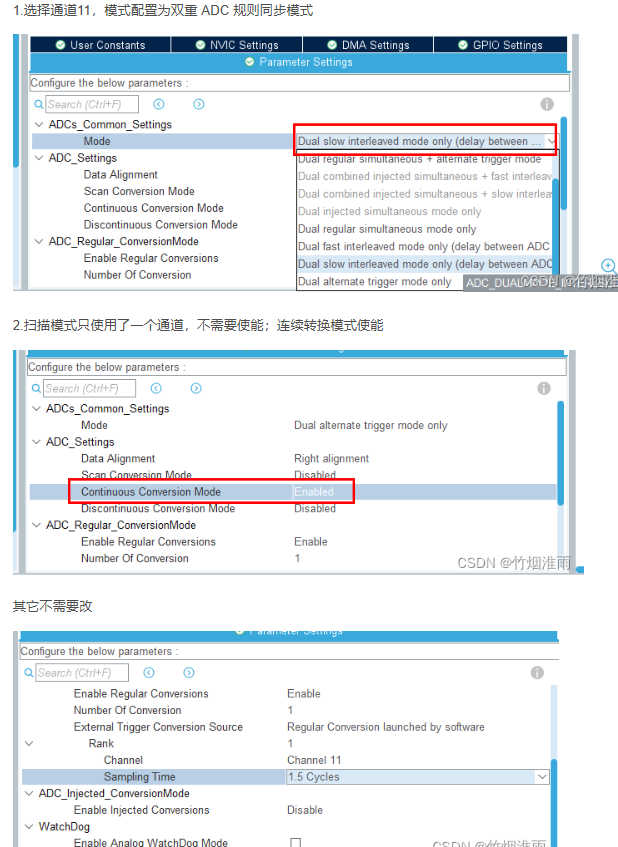 1.选择通道11，模式配置为双重 ADC 规则同步模式
User Constants NVIC Settings DMA Settings GPIO Settings
Parameter Settings
Configure the below parameters :
Search (Ctrl+F)
ADCs_Common_Settings
Mode Dual slow interleaved mode only (delay between ...
ADC_Settings Dual regular simultaneous + alternate trigger mode
Data Alignment Dual combined injected simultaneous + fast interleav
Scan Conversion Mode Dual combined injected simultaneous + slow interlea
Continuous Conversion Mode Dual injected simultaneous mode only
Discontinuous Conversion Mode Dual regular simultaneous mode only
ADC_Regular_ConversionMode Dual fast interleaved mode only (delay between ADC
Enable Regular Conversions Dual slow interleaved mode only (delay between ADC
Number Of Conversion Dual alternate trigger mode only
2.扫描模式只使用了一个通道，不需要使能；连续转换模式使能
Configure the below parameters :
Search (Ctrl+F)
ADCs_Common_Settings
Mode Dual alternate trigger mode only
ADC_Settings
Data Alignment Right alignment
Scan Conversion Mode Disabled
Continuous Conversion Mode Enabled
Discontinuous Conversion Mode Disabled
ADC_Regular_ConversionMode
Enable Regular Conversions Enable
Number Of Conversion 1
CSDN @竹烟淮雨
其它不需要改
Parameter Settings
Configure the below parameters :
Search (Ctrl+F)
Enable Regular Conversions Enable
Number Of Conversion 1
External Trigger Conversion Source Regular Conversion launched by software
Rank 1
Channel Channel 11
Sampling Time 1.5 Cycles
ADC_Injected_ConversionMode
Enable Injected Conversions Disable
WatchDog
Enable Analog WatchDog Mode
CSDN @竹烟淮雨